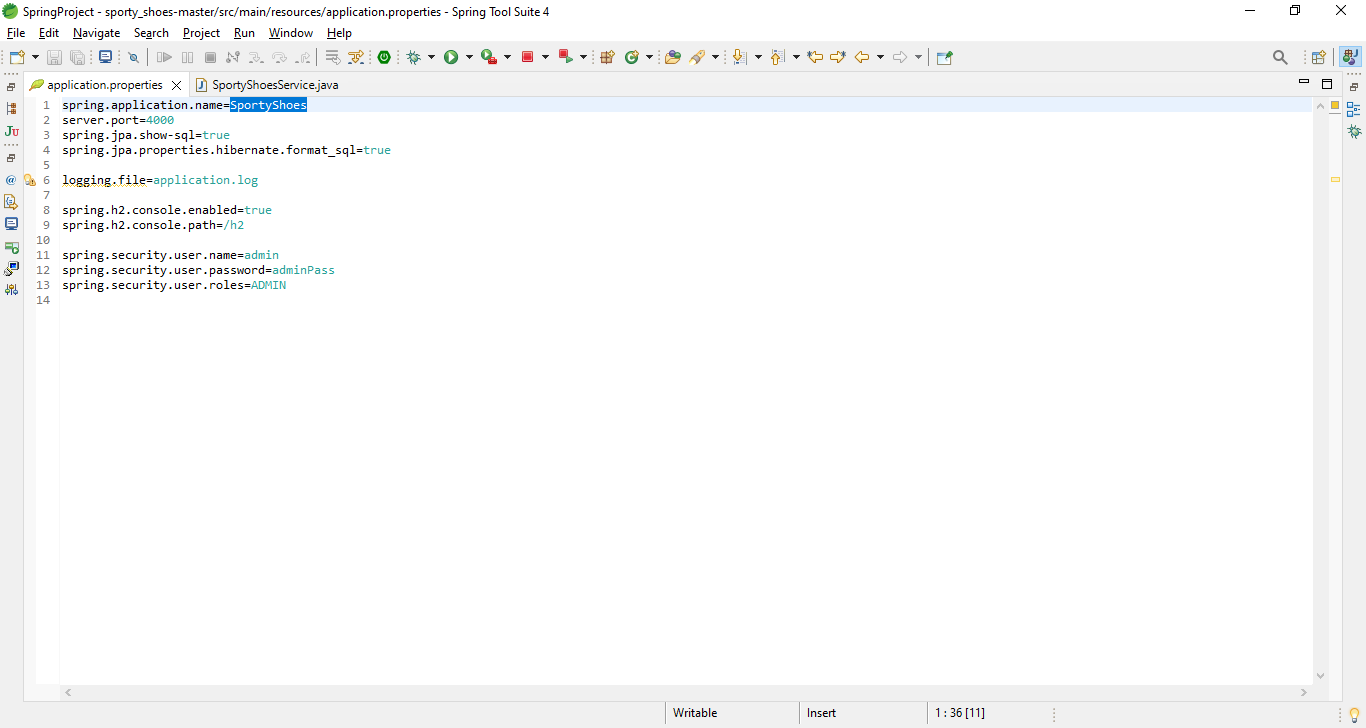 SpringProject - sporty_shoes-master/src/main/resources/application.properties - Spring Tool Suite 4
File Edit Navigate Search Project Run Window Help
application.properties SportyShoesService.java
1 spring.application.name=SportyShoes
2 server.port=4000
3 spring.jpa.show-sql=true
4 spring.jpa.properties.hibernate.format_sql=true
5
6 logging.file=application.log
7
8 spring.h2.console.enabled=true
9 spring.h2.console.path=/h2
10
11 spring.security.user.name=admin
12 spring.security.user.password=adminPass
13 spring.security.user.roles=ADMIN
14
Writable Insert 1 : 36 [11]